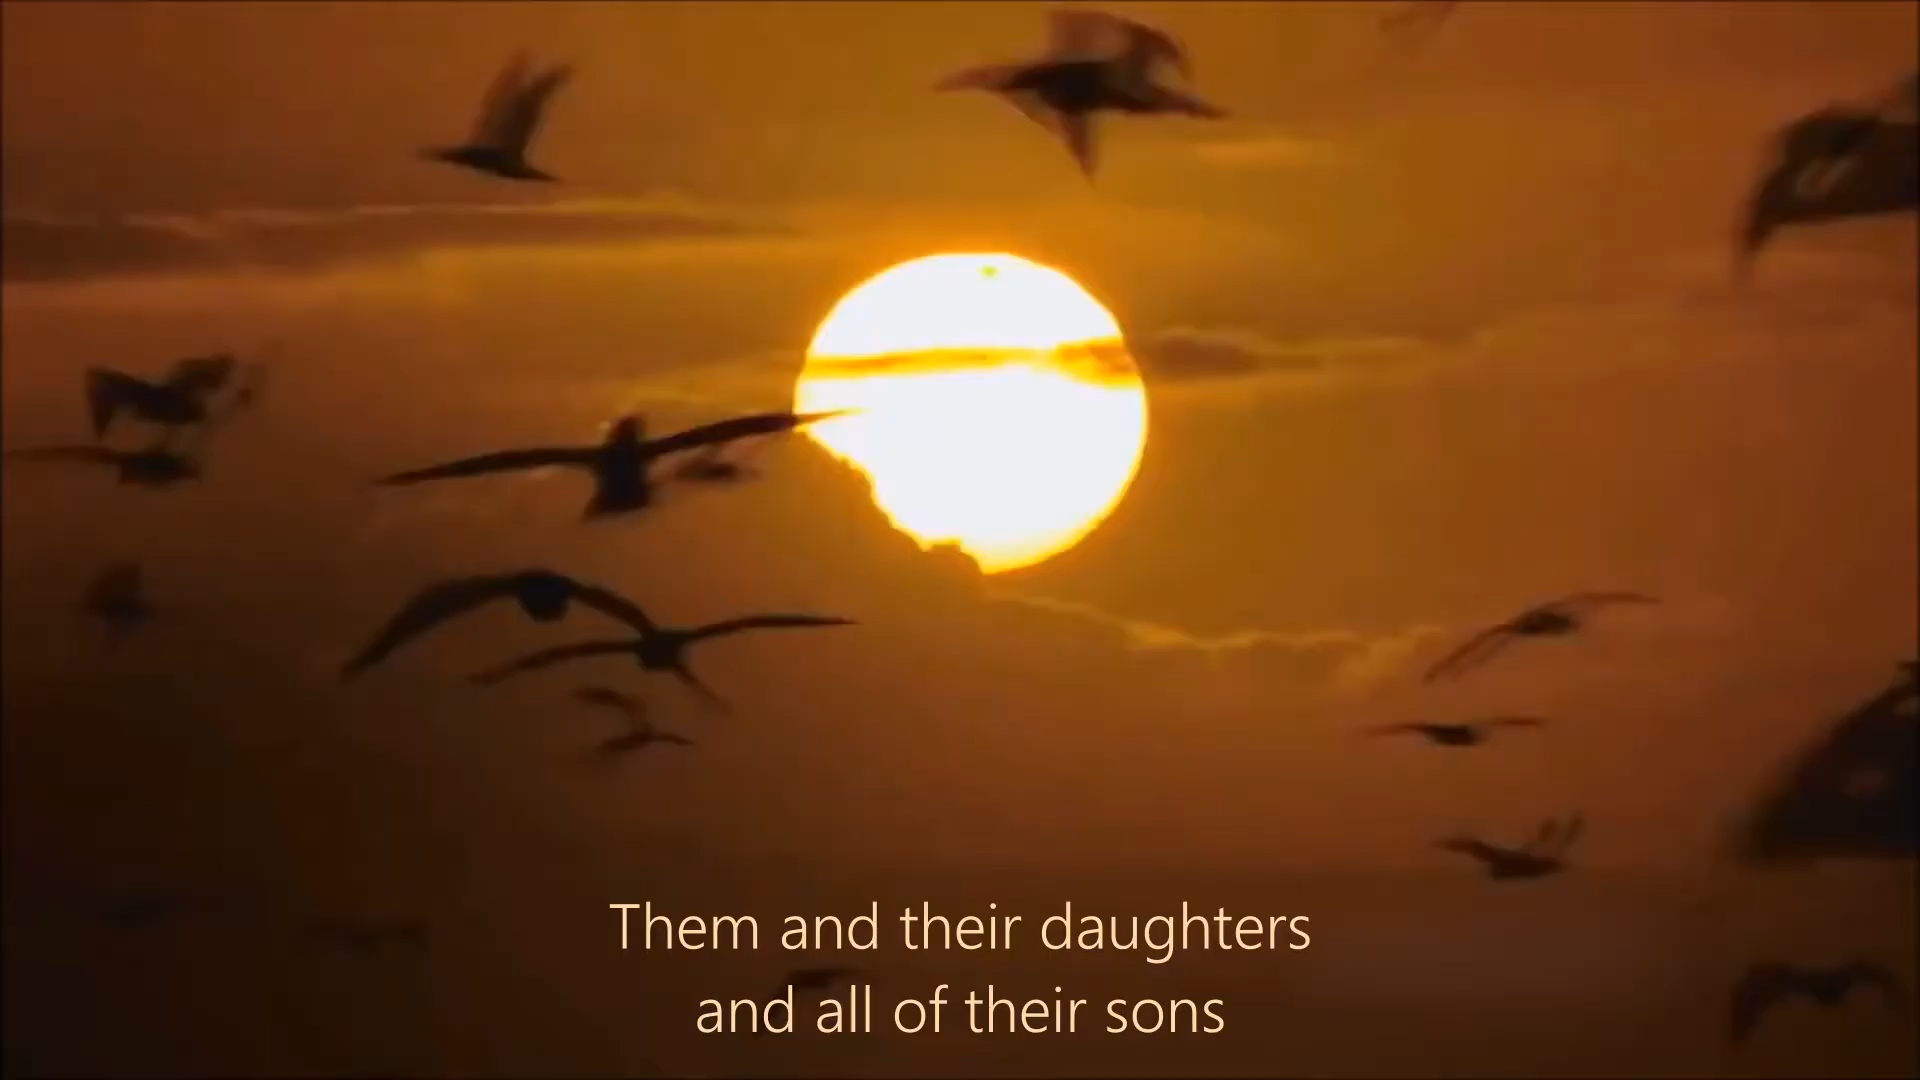 Them and their daughters
and all of their sons